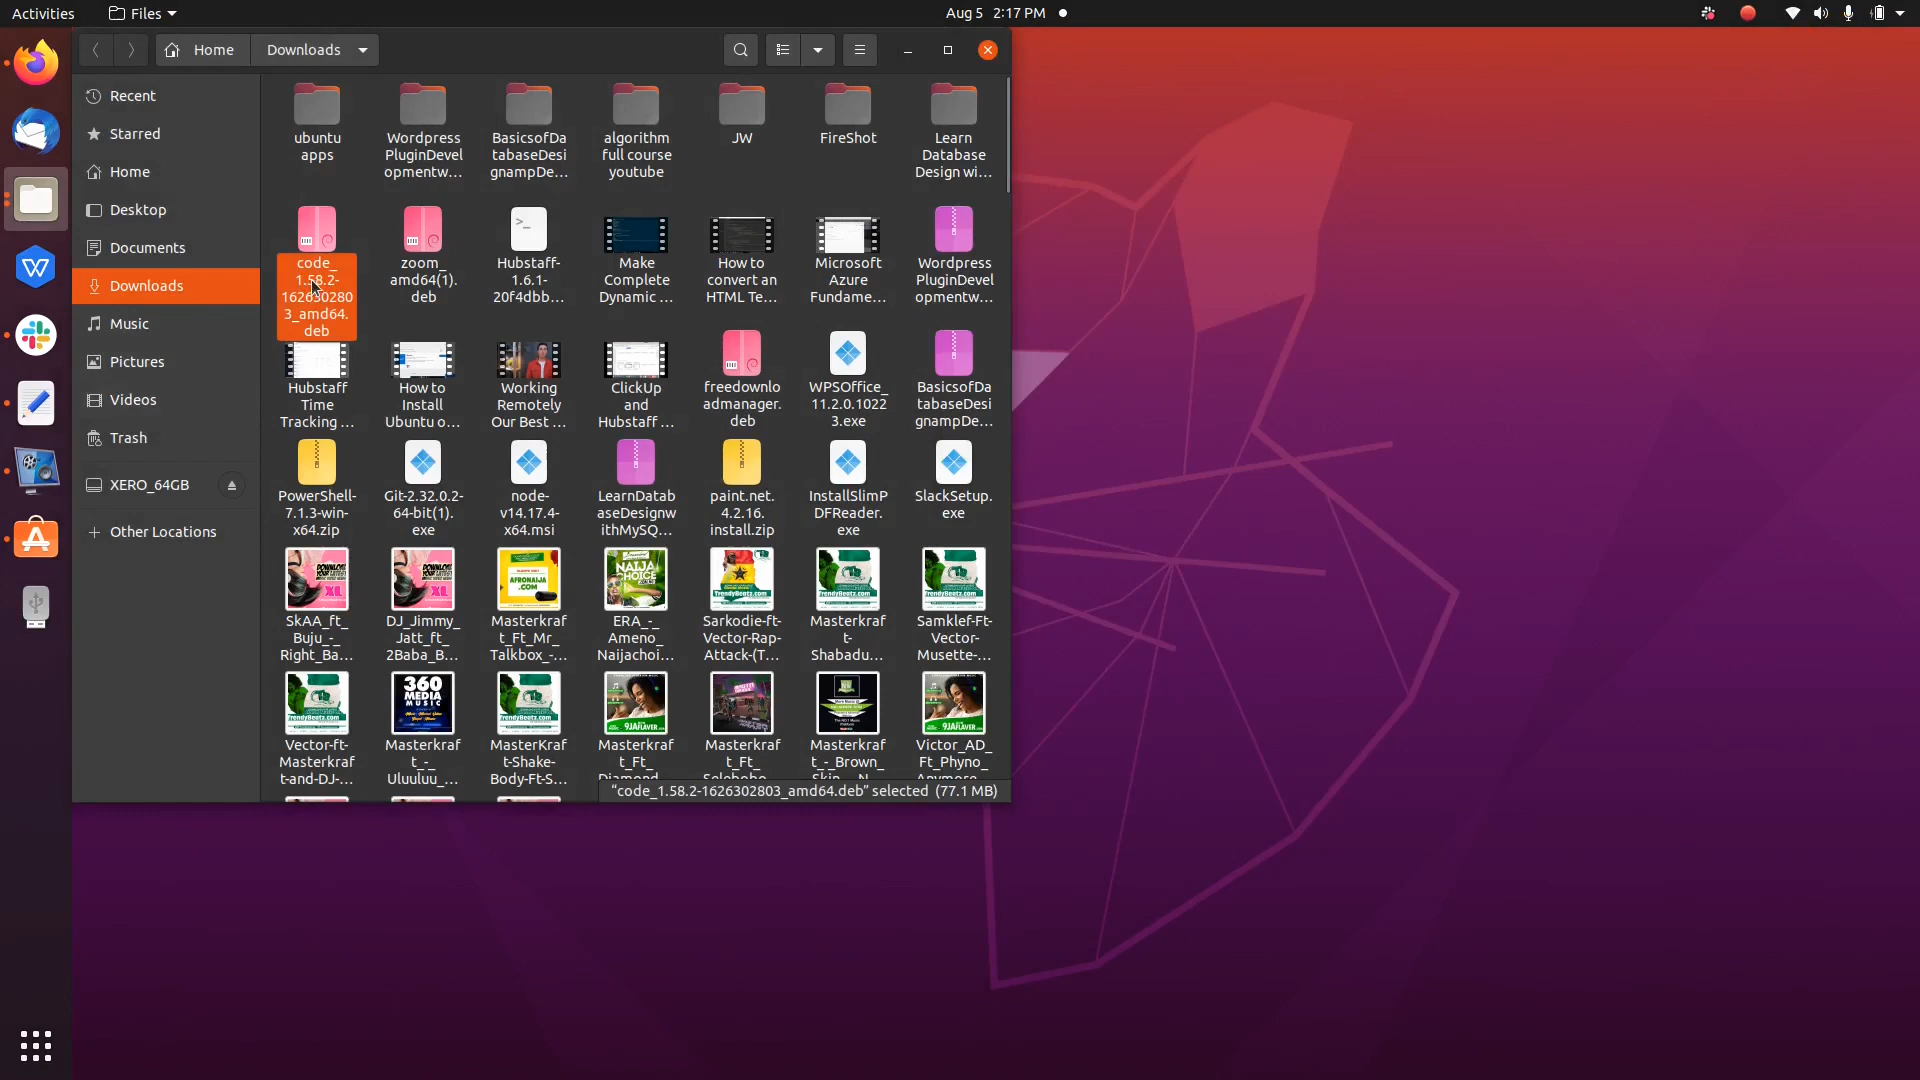 Activities
Files
Aug 5 2:17 PM
Home
Downloads
Recent
Starred
Home
Desktop
Documents
Downloads
Music
Pictures
Videos
Trash
XERO_64GB
Other Locations
ubuntu
apps
Wordpress
PluginDevel
opmentw...
BasicsofDa
tabaseDesi
gnampDe...
algorithm
full course
youtube
JW
FireShot
Learn
Database
Design wi...
code_
1.58.2-
162630280
3_amd64.
deb
zoom_
amd64(1).
deb
Hubstaff-
1.6.1-
20f4dbb...
Make
Complete
Dynamic ...
How to
convert an
HTML Te...
Microsoft
Azure
Fundame...
Wordpress
PluginDevel
opmentw...
Hubstaff
Time
Tracking ...
How to
Install
Ubuntu o...
Working
Remotely
Our Best ...
ClickUp
and
Hubstaff ...
freedownlo
admanager.
deb
WPSOffice_
11.2.0.1022
3.exe
BasicsofDa
tabaseDesi
gnampDe...
PowerShell-
7.1.3-win-
x64.zip
Git-2.32.0.2-
64-bit(1).
exe
node-
v14.17.4-
x64.msi
LearnDatab
aseDesignw
ithMySQ...
paint.net.
4.2.16.
install.zip
InstallSlimP
DFReader.
exe
SlackSetup.
exe
SkAA_ft_
Buju_-_
Right_Ba...
DJ_Jimmy_
Jatt_ft_
2Baba_B...
Masterkraf
t_Ft_Mr_
Talkbox_-...
ERA_-_
Ameno_
Naijachoi...
Sarkodie-ft-
Vector-Rap-
Attack-(T...
Masterkraf
t-
Shabadu...
Samklef-Ft-
Vector-
Musette-...
360
MEDIA
MUSIC
Vector-ft-
Masterkraf
t-and-DJ-...
Masterkraf
t_-_
Uluuluu_...
MasterKraf
t-Shake-
Body-Ft-S...
Masterkraf
t_Ft_
Diamond
Masterkraf
t_Ft_
Selebobo
Masterkraf
t_-_Brown_
Skin
Victor_AD_
Ft_Phyno_
Anymore
"code_1.58.2-1626302803_amd64.deb" selected (77.1 MB)